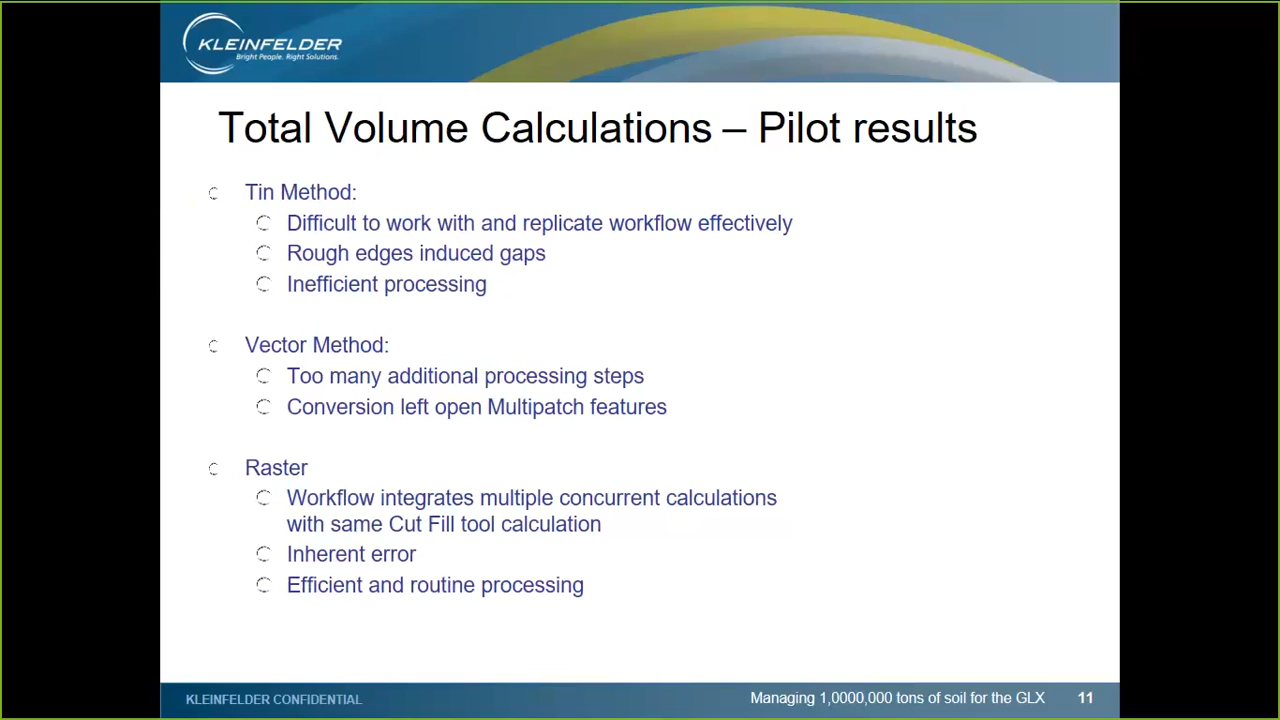 KLEINFELDER
Bright People. Right Solutions.
Total Volume Calculations – Pilot results
Tin Method:
Difficult to work with and replicate workflow effectively
Rough edges induced gaps
Inefficient processing
Vector Method:
Too many additional processing steps
Conversion left open Multipatch features
Raster
Workflow integrates multiple concurrent calculations
with same Cut Fill tool calculation
Inherent error
Efficient and routine processing
KLEINFELDER CONFIDENTIAL
Managing 1,0000,000 tons of soil for the GLX
11